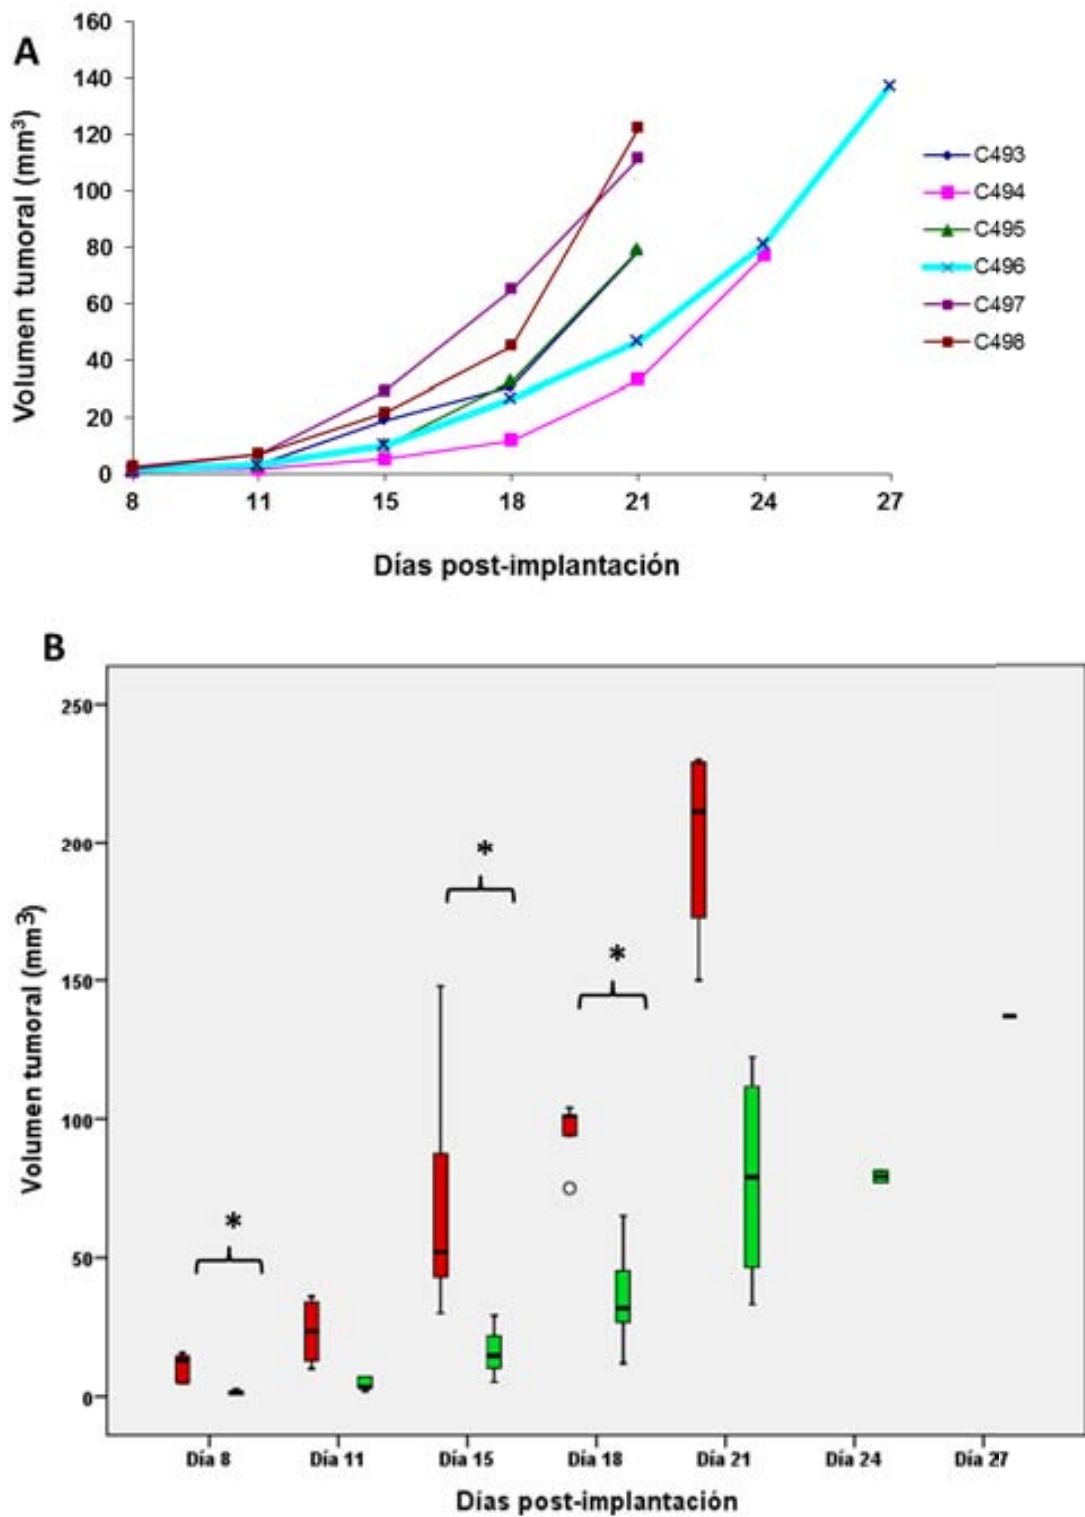 A
Volumen tumoral (mm³)
160
140
120
100
80
60
40
20
0
8 11 15 18 21 24 27
Días post-implantación
C493
C494
C495
C496
C497
C498
B
Volumen tumoral (mm3)
250
200
150
100
50
0
*
*
*
Día 8 Día 11 Día 15 Día 18 Día 21 Día 24 Día 27
Días post-implantación